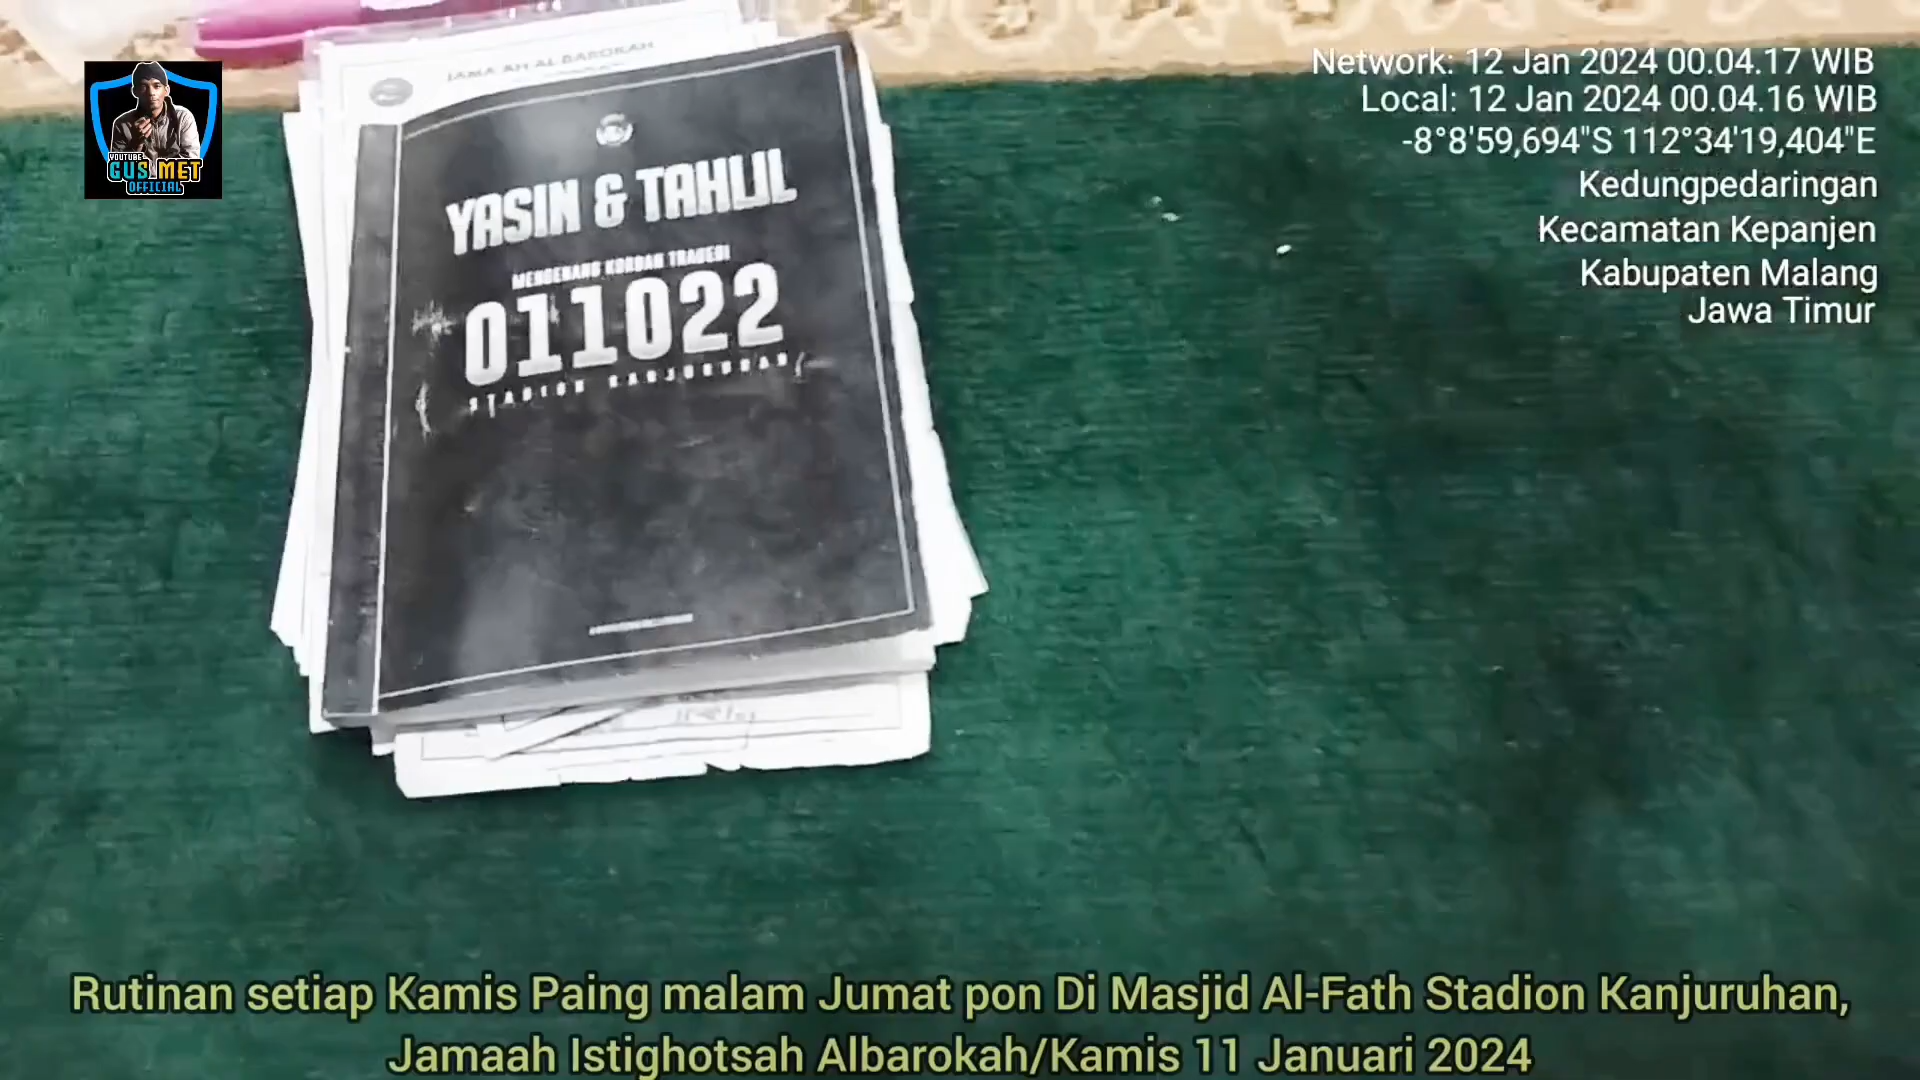 JAMA'AH AL BAROKAH
YASIN & TAHLIL
MENGENANG KORBAN TRAGEDI
011022
STADION KANJURUHAN
YOUTUBE
GUS MET
OFFICIAL
Network: 12 Jan 2024 00.04.17 WIB
Local: 12 Jan 2024 00.04.16 WIB
-8°8'59,694"S 112°34'19,404"E
Kedungpedaringan
Kecamatan Kepanjen
Kabupaten Malang
Jawa Timur
Rutinan setiap Kamis Paing malam Jumat pon Di Masjid Al-Fath Stadion Kanjuruhan,
Jamaah Istighotsah Albarokah/Kamis 11 Januari 2024